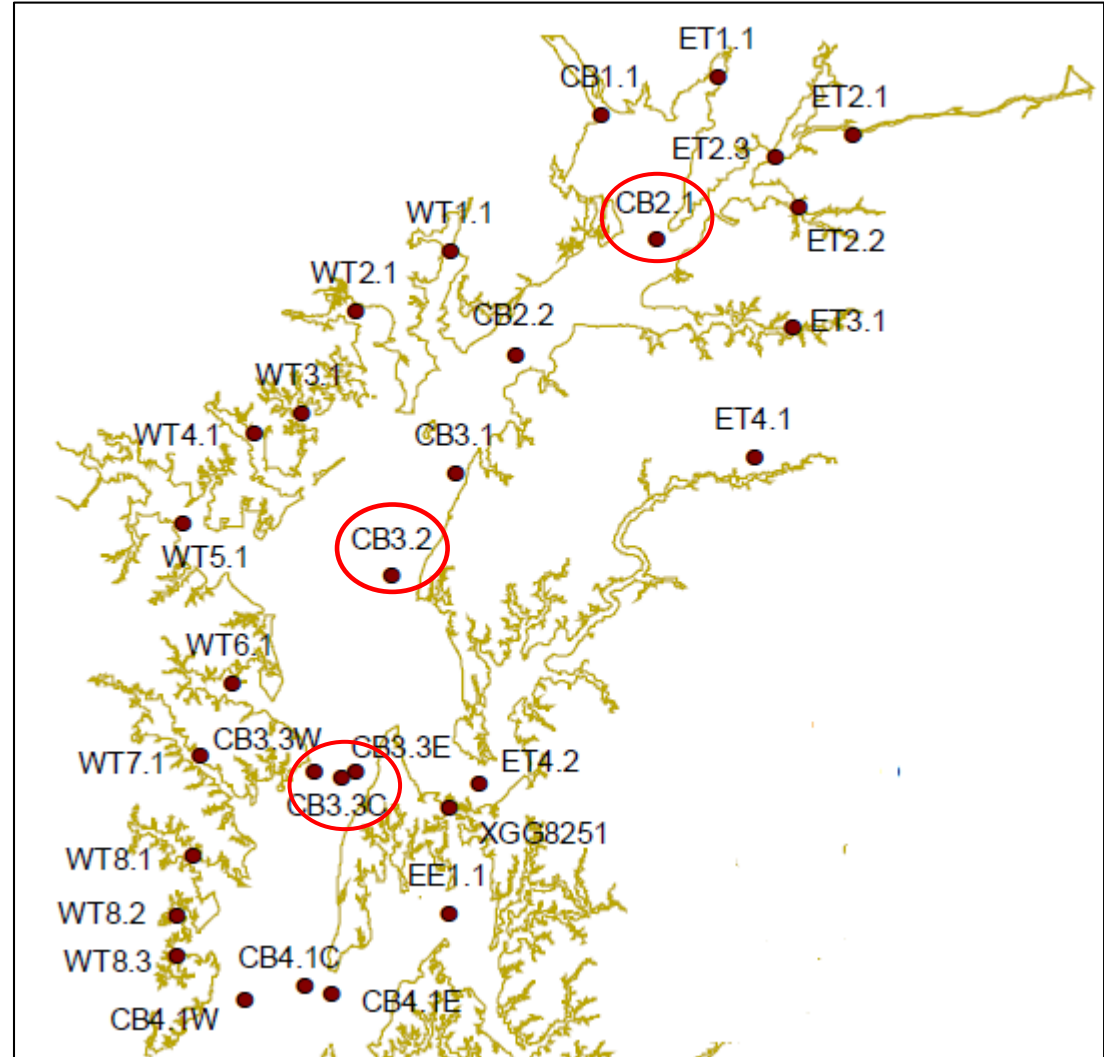 ET1.1
CB1.1
ET2.1
ET2.3
CB2.1
WT1.1
ET2.2
WT2.1
CB2.2
ET3.1
WT3.1
WT4.1
CB3.1
ET4.1
CB3.2
WT5.1
WT6.1
CB3.3W
CB3.3E
WT7.1
ET4.2
CB3.3C
XGG8251
WT8.1
EE1.1
WT8.2
WT8.3
CB4.1C
CB4.1W
CB4.1E